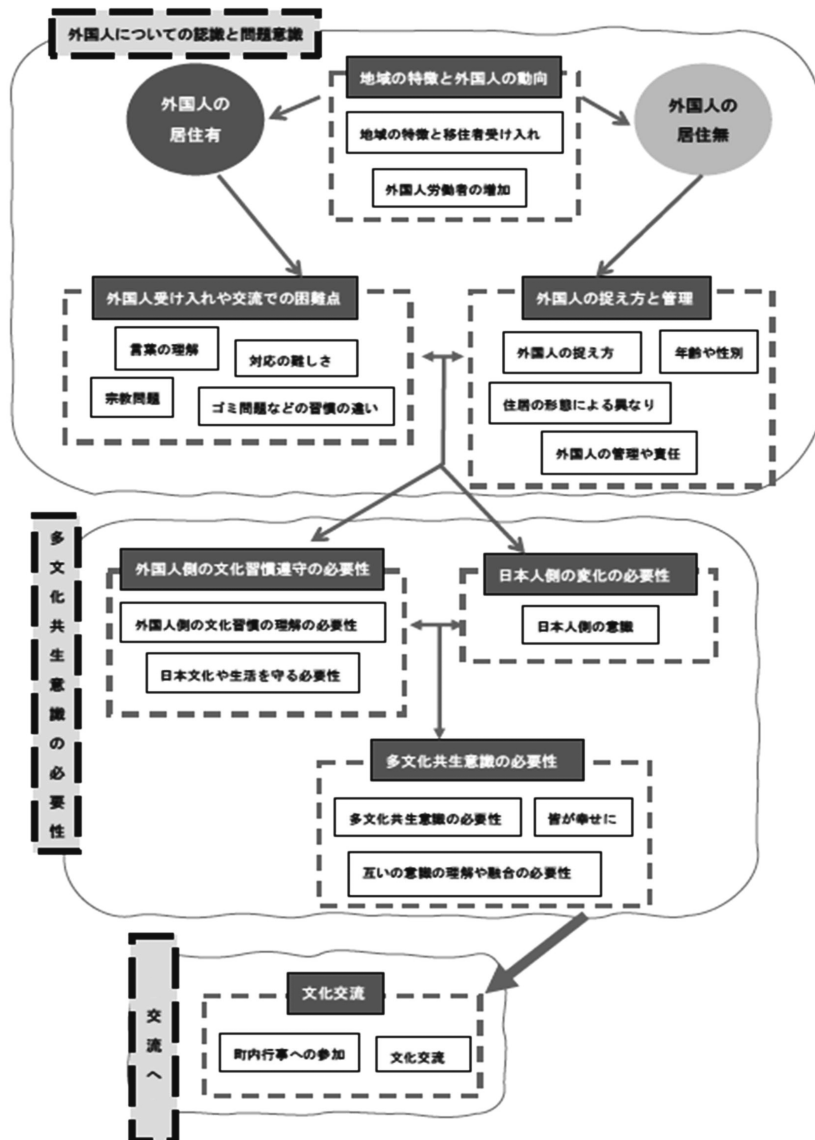 外国人についての認識と問題意識
外国人の
居住有
地域の特徴と外国人の動向
地域の特徴と移住者受け入れ
外国人労働者の増加
外国人の
居住無
外国人受け入れや交流での困難点
言葉の理解
対応の難しさ
宗教問題
ゴミ問題などの習慣の違い
外国人の捉え方と管理
外国人の捉え方
年齢や性別
住居の形態による異なり
外国人の管理や責任
多文化共生意識の必要性
外国人側の文化習慣遵守の必要性
外国人側の文化習慣の理解の必要性
日本文化や生活を守る必要性
日本人側の変化の必要性
日本人側の意識
多文化共生意識の必要性
多文化共生意識の必要性
皆が幸せに
互いの意識の理解や融合の必要性
交流へ
文化交流
町内行事への参加
文化交流